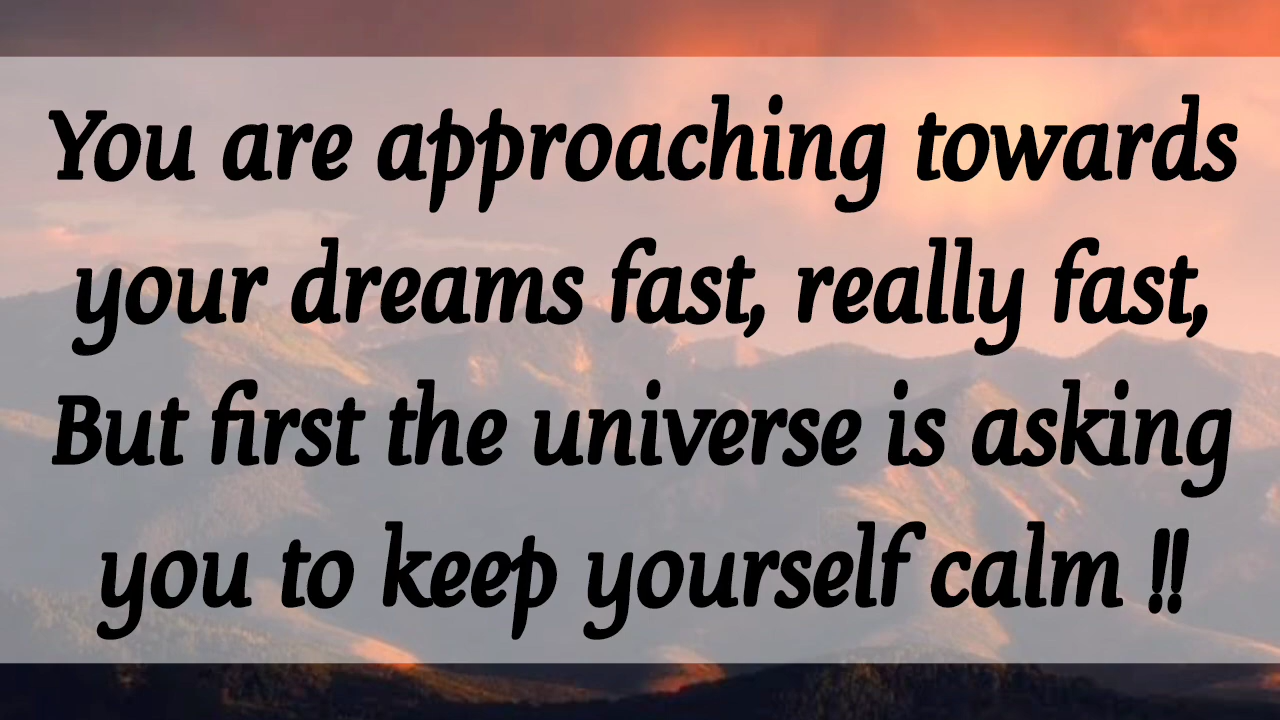 You are approaching towards
your dreams fast, really fast,
But first the universe is asking
you to keep yourself calm !!